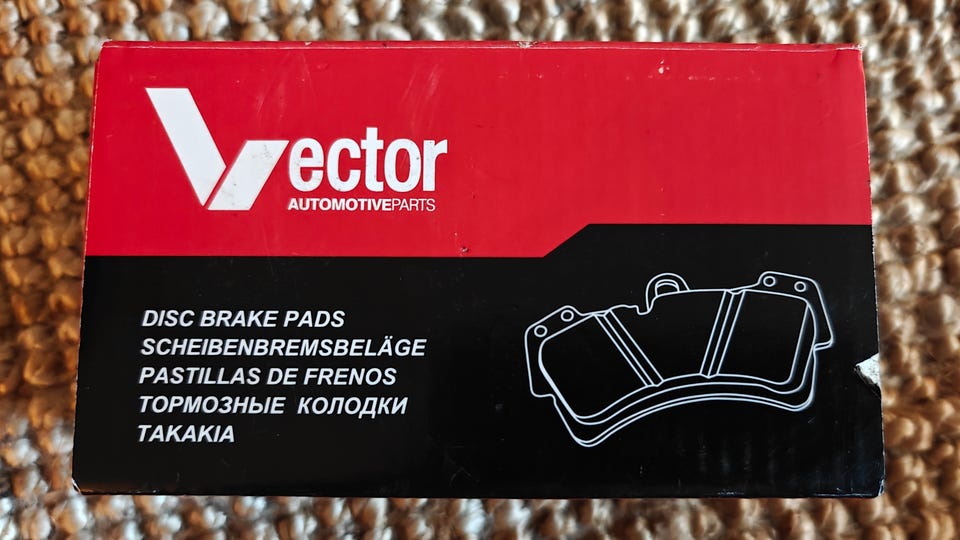 Vector
AUTOMOTIVEPARTS
DISC BRAKE PADS
SCHEIBENBREMSBELÄGE
PASTILLAS DE FRENOS
ТОРМОЗНЫЕ КОЛОДКИ
ΤΑΚΑΚΙΑ